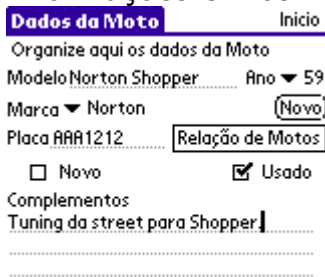 Dados da Moto Inicio
Organize aqui os dados da Moto
Modelo Norton Shopper Ano 59
Marca Norton Novo
Placa AAA1212 Relação de Motos
Novo Usado
Complementos
Tuning da street para Shopper.